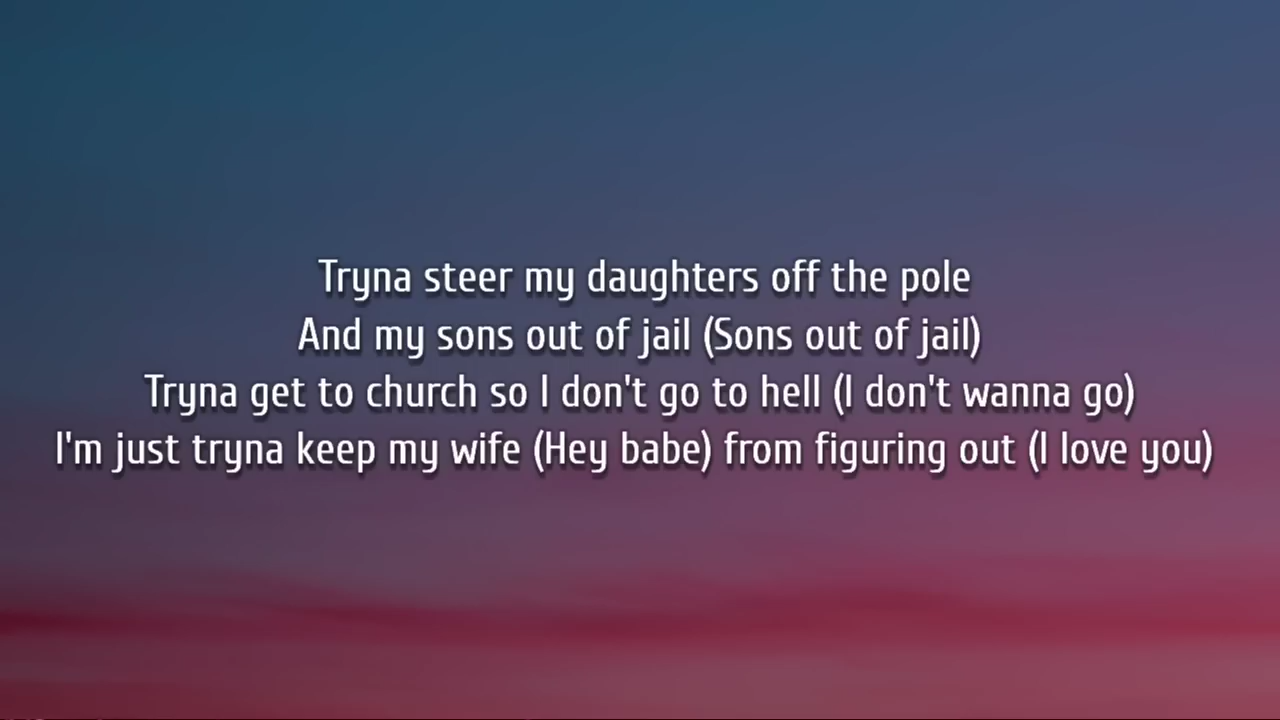 Tryna steer my daughters off the pole
And my sons out of jail (Sons out of jail)
Tryna get to church so I don't go to hell (I don't wanna go)
I'm just tryna keep my wife (Hey babe) from figuring out (I love you)